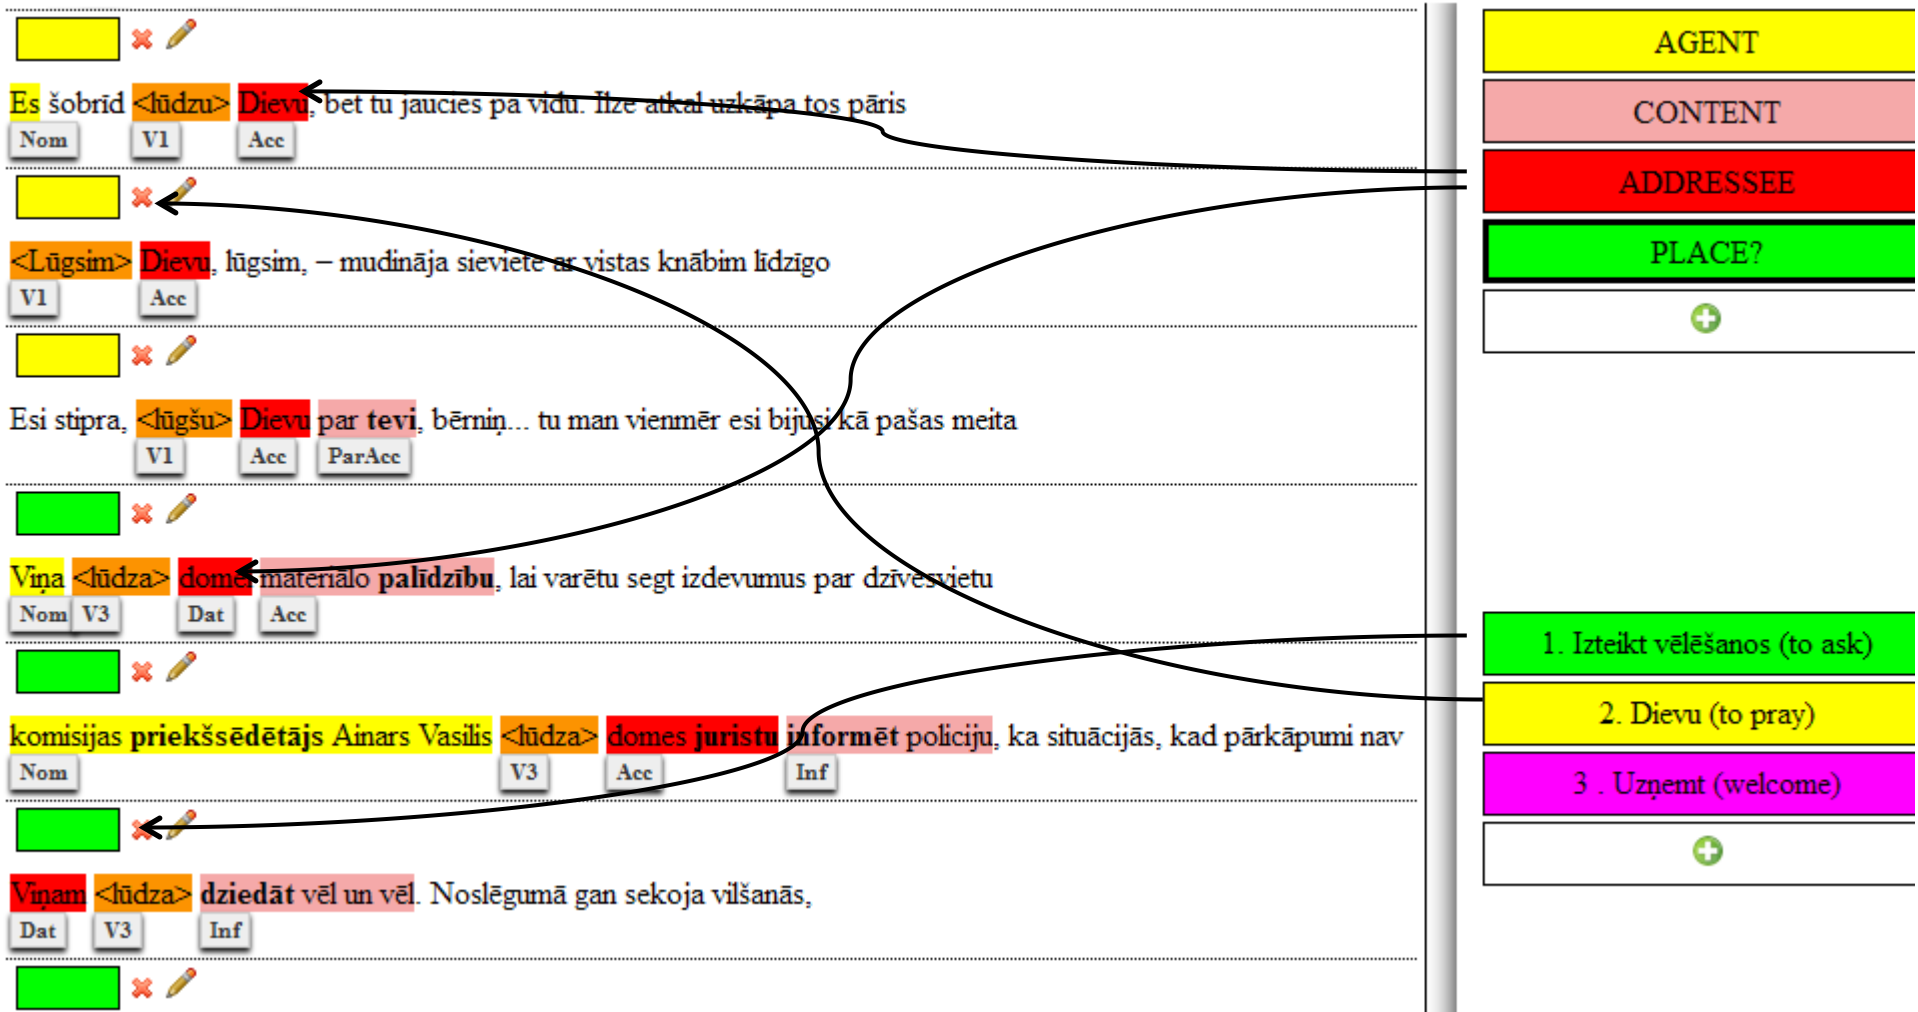 AGENT
Es šobrīd <lūdzu> Dievu, bet tu jaucies pa vidu. Ilze atkal uzkāpa tos pāris
CONTENT
Nom V1 Acc
ADDRESSEE
<Lūgsim> Dievu, lūgsim, – mudināja sieviete ar vistas knābim līdzīgo
PLACE?
V1 Acc
Esi stipra, <lūgšu> Dievu par tevi, bērniņ... tu man vienmēr esi bijusi kā pašas meita
V1 Acc ParAcc
Viņa <lūdza> domei materiālo palīdzību, lai varētu segt izdevumus par dzīvesvietu
Nom V3 Dat Acc
1. Izteikt vēlēšanos (to ask)
2. Dievu (to pray)
komisijas priekšsēdētājs Ainars Vasilis <lūdza> domes juristu informēt policiju, ka situācijās, kad pārkāpumi nav
Nom V3 Acc Inf
3 . Uzņemt (welcome)
Viņam <lūdza> dziedāt vēl un vēl. Noslēgumā gan sekoja vilšanās,
Dat V3 Inf